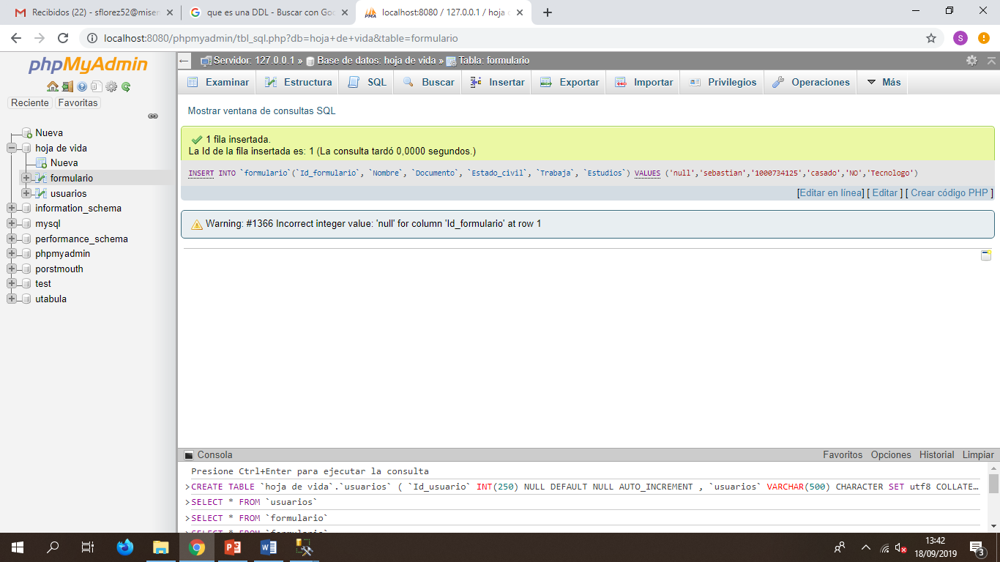 Recibidos (22) - sflorez52@misen
que es una DDL - Buscar con Goo
localhost:8080 / 127.0.0.1 / hoja d
localhost:8080/phpmyadmin/tbl_sql.php?db=hoja+de+vida&table=formulario
S
phpMyAdmin
Reciente Favoritas
Nueva
hoja de vida
Nueva
formulario
usuarios
information_schema
mysql
performance_schema
phpmyadmin
porstmouth
test
utabula
Servidor: 127.0.0.1 » Base de datos: hoja de vida » Tabla: formulario
Examinar Estructura SQL Buscar Insertar Exportar Importar Privilegios Operaciones Más
Mostrar ventana de consultas SQL
1 fila insertada.
La Id de la fila insertada es: 1 (La consulta tardó 0,0000 segundos.)
INSERT INTO `formulario`(`Id_formulario`, `Nombre`, `Documento`, `Estado_civil`, `Trabaja`, `Estudios`) VALUES ('null','sebastian','1000734125','casado','NO','Tecnologo')
[Editar en línea] [ Editar ] [ Crear código PHP ]
Warning: #1366 Incorrect integer value: 'null' for column 'Id_formulario' at row 1
Consola Favoritos Opciones Historial Limpiar
Presione Ctrl+Enter para ejecutar la consulta
>CREATE TABLE `hoja de vida`.`usuarios` ( `Id_usuario` INT(250) NULL DEFAULT NULL AUTO_INCREMENT , `usuarios` VARCHAR(500) CHARACTER SET utf8 COLLATE…
>SELECT * FROM `usuarios`
>SELECT * FROM `formulario`
>SELECT * FROM `formulario`
13:42
18/09/2019
3